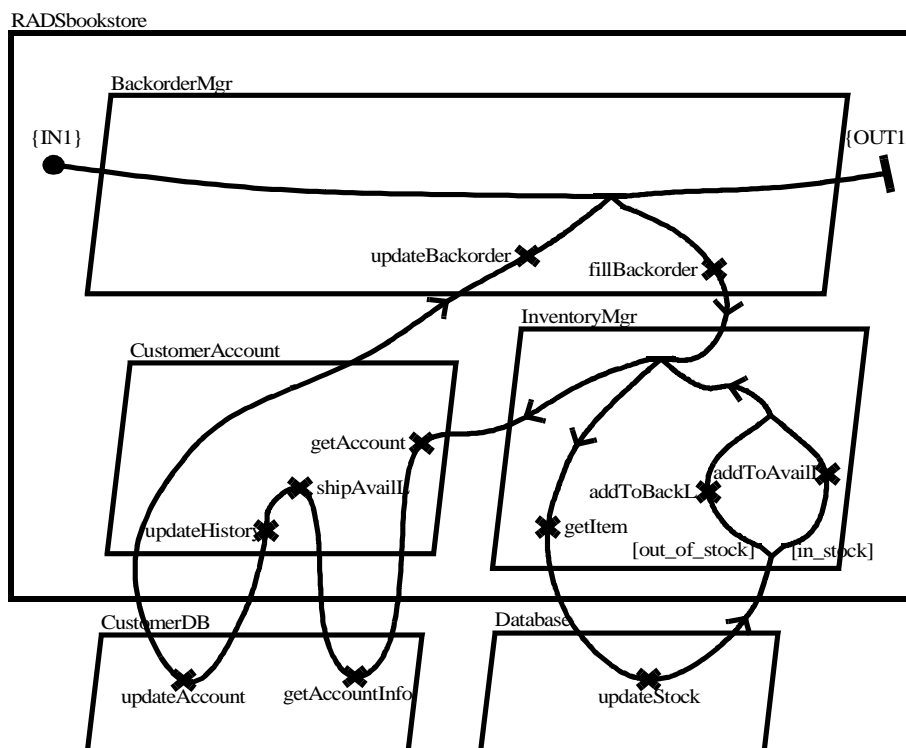 RADSbookstore
BackorderMgr
{IN1}
{OUT1
updateBackorder
fillBackorder
InventoryMgr
CustomerAccount
getAccount
shipAvailL
addToAvailL
addToBackL
updateHistory
getItem
[out_of_stock]
[in_stock]
CustomerDB
Database
updateAccount
getAccountInfo
updateStock